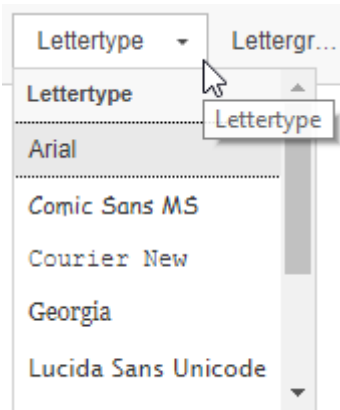 Lettertype Lettergr...
Lettertype
Lettertype
Arial
Comic Sans MS
Courier New
Georgia
Lucida Sans Unicode